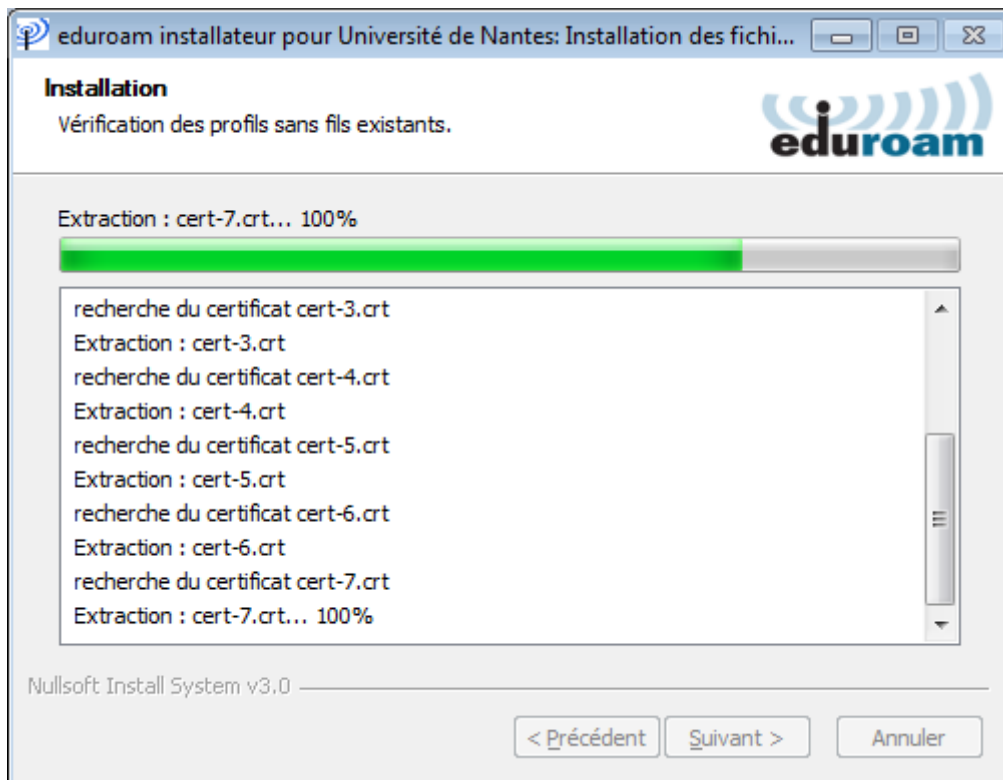 eduroam installateur pour Université de Nantes: Installation des fichi...
Installation
Vérification des profils sans fils existants.
eduroam
Extraction : cert-7.crt... 100%
recherche du certificat cert-3.crt
Extraction : cert-3.crt
recherche du certificat cert-4.crt
Extraction : cert-4.crt
recherche du certificat cert-5.crt
Extraction : cert-5.crt
recherche du certificat cert-6.crt
Extraction : cert-6.crt
recherche du certificat cert-7.crt
Extraction : cert-7.crt... 100%
Nullsoft Install System v3.0
< Précédent
Suivant >
Annuler